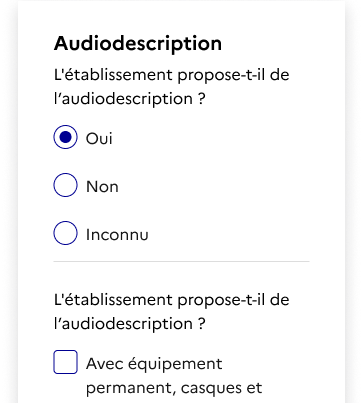 Audiodescription
L'établissement propose-t-il de
l’audiodescription ?
Oui
Non
Inconnu
L'établissement propose-t-il de
l’audiodescription ?
Avec équipement
permanent, casques et